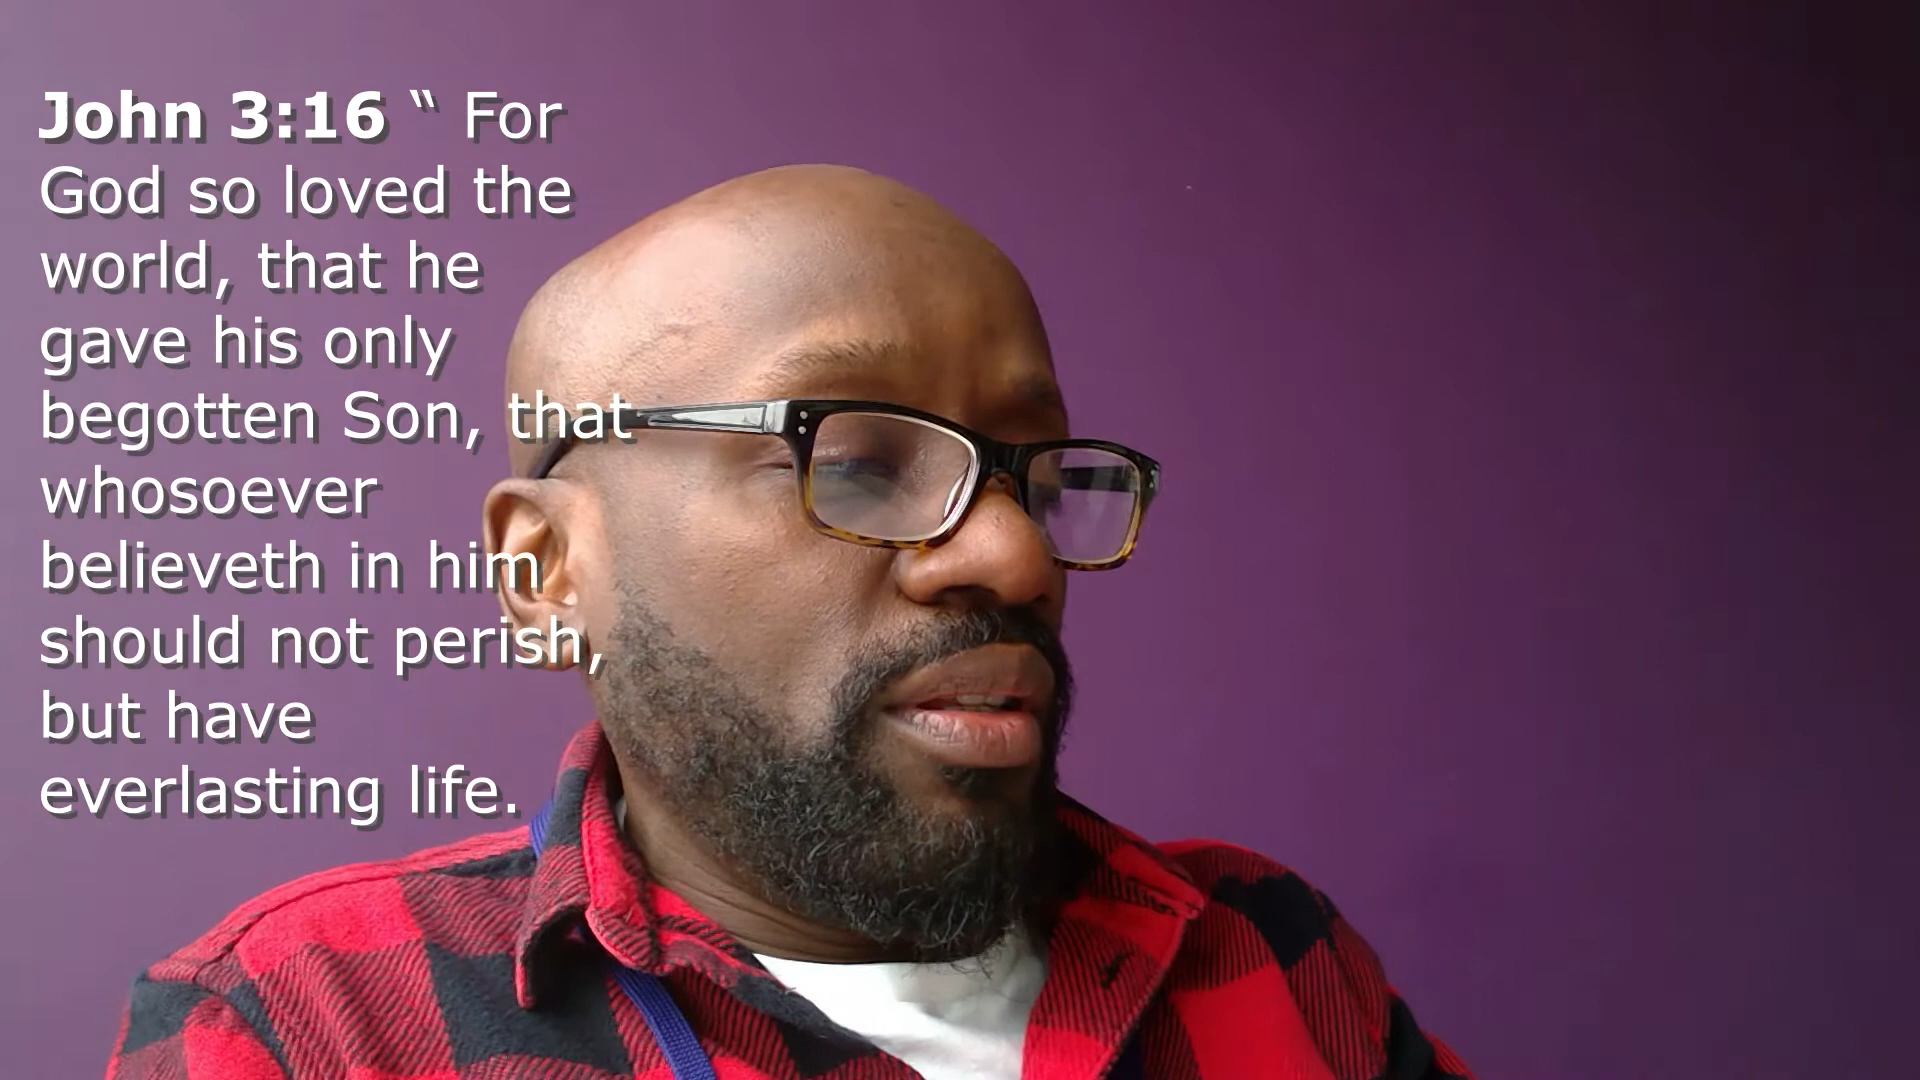 John 3:16 “ For
God so loved the
world, that he
gave his only
begotten Son, that
whosoever
believeth in him
should not perish,
but have
everlasting life.